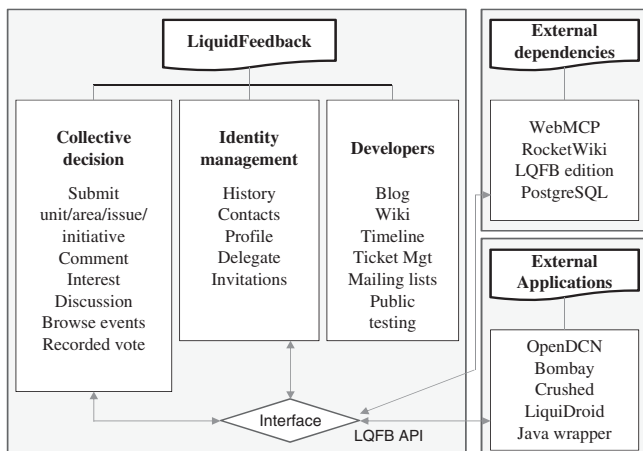 LiquidFeedback
Collective
decision
Submit
unit/area/issue/
initiative
Comment
Interest
Discussion
Browse events
Recorded vote
Identity
management
History
Contacts
Profile
Delegate
Invitations
Developers
Blog
Wiki
Timeline
Ticket Mgt
Mailing lists
Public
testing
Interface
LQFB API
External
dependencies
WebMCP
RocketWiki
LQFB edition
PostgreSQL
External
Applications
OpenDCN
Bombay
Crushed
LiquiDroid
Java wrapper